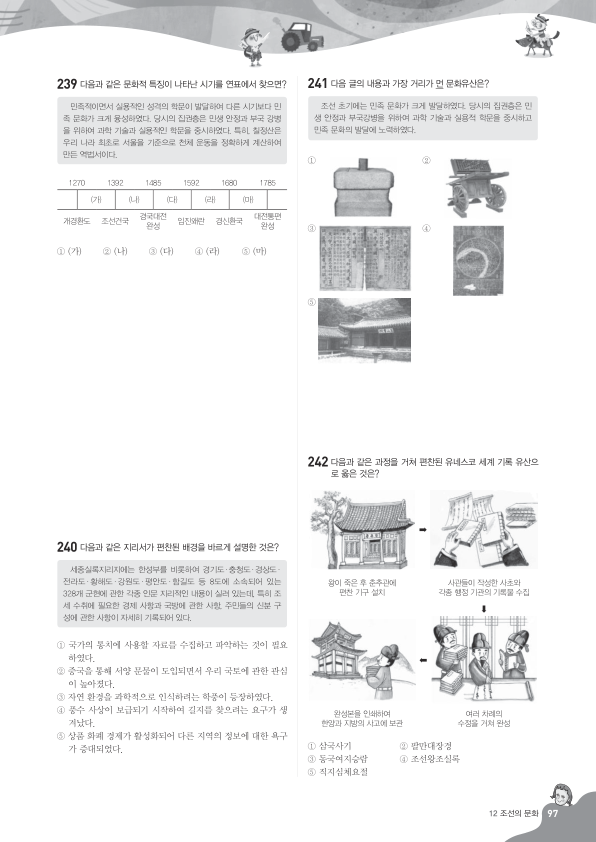 239 다음과 같은 문화적 특징이 나타난 시기를 연표에서 찾으면?
민족적이면서 실용적인 성격의 학문이 발달하여 다른 시기보다 민
족 문화가 크게 융성하였다. 당시의 집권층은 민생 안정과 부국 강병
을 위하여 과학 기술과 실용적인 학문을 중시하였다. 특히, 칠정산은
우리 나라 최초로 서울을 기준으로 천체 운동을 정확하게 계산하여
만든 역법서이다.
1270 1392 1485 1592 1680 1785
(가) (나) (다) (라) (마)
개경환도 조선건국 경국대전 완성 임진왜란 경신환국 대전통편 완성
① (가) ② (나) ③ (다) ④ (라) ⑤ (마)
240 다음과 같은 지리서가 편찬된 배경을 바르게 설명한 것은?
세종실록지리지에는 한성부를 비롯하여 경기도·충청도·경상도·
전라도·황해도·강원도·평안도·함길도 등 8도에 소속되어 있는
328개 군현에 관한 각종 인문 지리적인 내용이 실려 있는데, 특히 조
세 수취에 필요한 경제 사항과 국방에 관한 사항, 주민들의 신분 구
성에 관한 사항이 자세히 기록되어 있다.
① 국가의 통치에 사용할 자료를 수집하고 파악하는 것이 필요
하였다.
② 중국을 통해 서양 문물이 도입되면서 우리 국토에 관한 관심
이 높아졌다.
③ 자연 환경을 과학적으로 인식하려는 학풍이 등장하였다.
④ 풍수 사상이 보급되기 시작하여 길지를 찾으려는 요구가 생
겨났다.
⑤ 상품 화폐 경제가 활성화되어 다른 지역의 정보에 대한 욕구
가 증대되었다.
241 다음 글의 내용과 가장 거리가 먼 문화유산은?
조선 초기에는 민족 문화가 크게 발달하였다. 당시의 집권층은 민
생 안정과 부국강병을 위하여 과학 기술과 실용적 학문을 중시하고
민족 문화의 발달에 노력하였다.
① ②
③ ④
⑤
242 다음과 같은 과정을 거쳐 편찬된 유네스코 세계 기록 유산으
로 옳은 것은?
왕이 죽은 후 춘추관에
편찬 기구 설치
사관들이 작성한 사초와
각종 행정 기관의 기록물 수집
완성본을 인쇄하여
한양과 지방의 사고에 보관
여러 차례의
수정을 거쳐 완성
① 삼국사기 ② 팔만대장경
③ 동국여지승람 ④ 조선왕조실록
⑤ 직지심체요절
12 조선의 문화 97